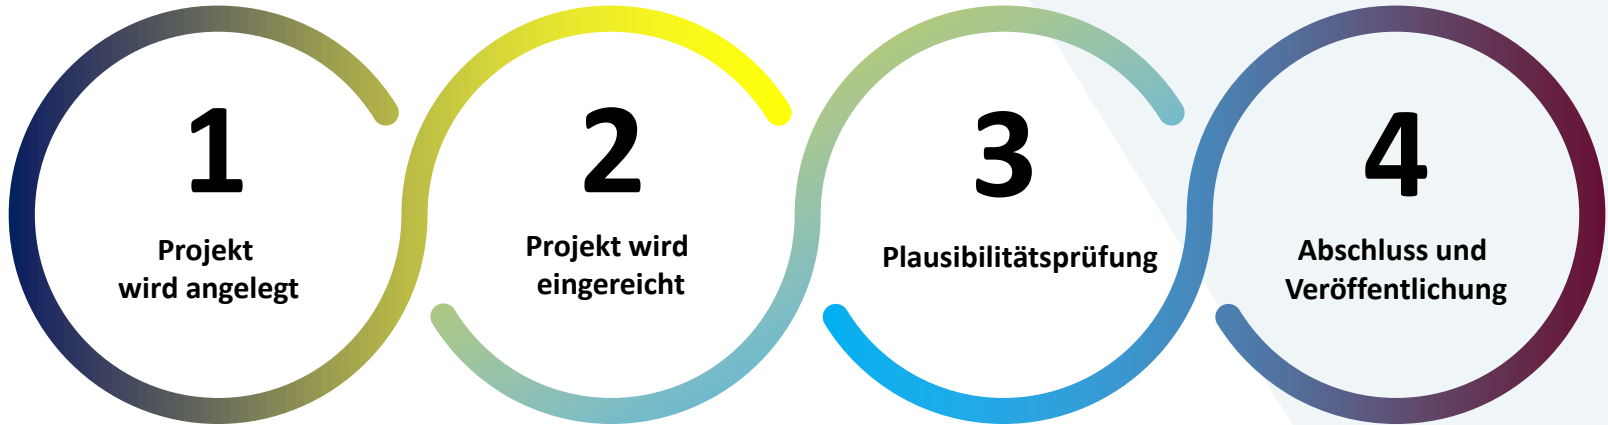 1
Projekt
wird angelegt
2
Projekt wird
eingereicht
3
Plausibilitätsprüfung
4
Abschluss und
Veröffentlichung